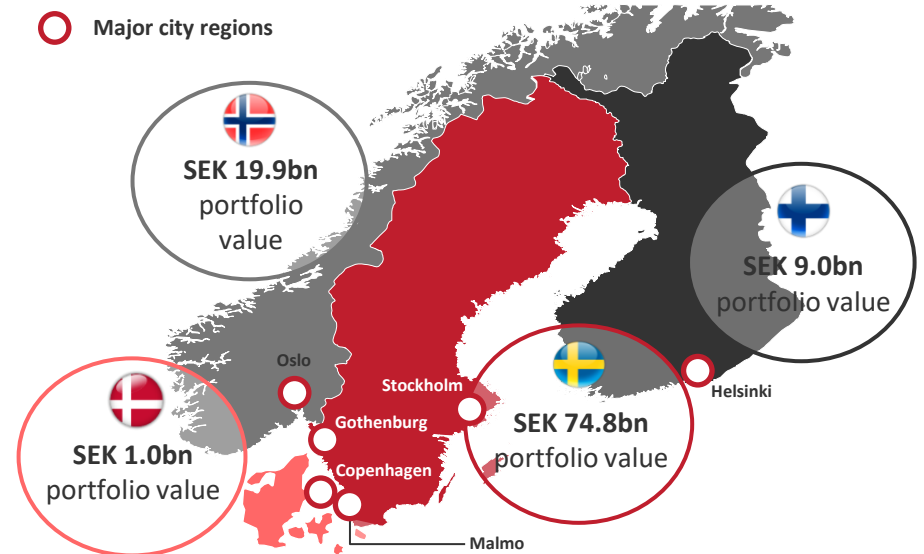 Major city regions
SEK 19.9bn
portfolio
value
SEK 9.0bn
portfolio value
Oslo
Stockholm
Helsinki
SEK 1.0bn
portfolio value
Gothenburg
SEK 74.8bn
portfolio value
Copenhagen
Malmo